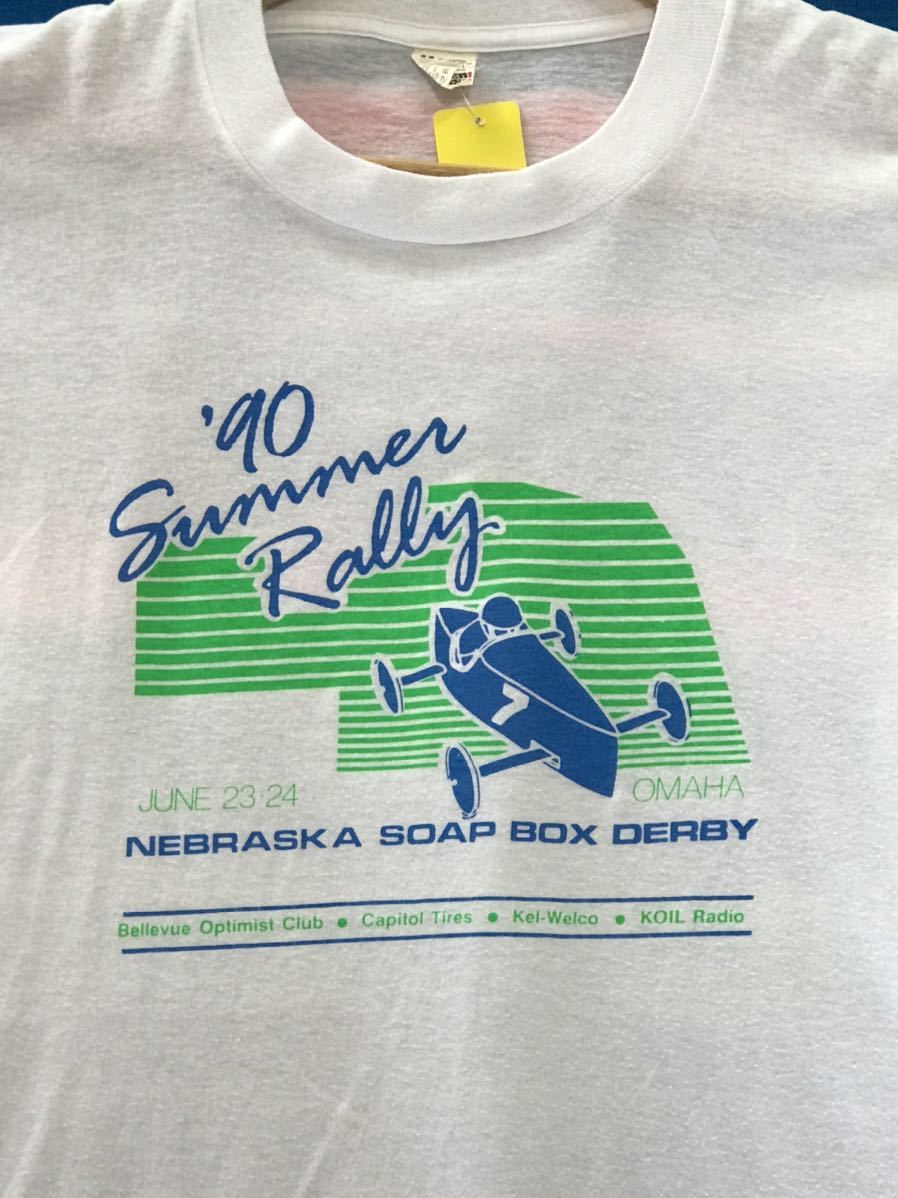 '90
Summer
Rally
7
JUNE 23·24 OMAHA
NEBRASKA SOAP BOX DERBY
Bellevue Optimist Club • Capitol Tires • Kel-Welco • KOIL Radio